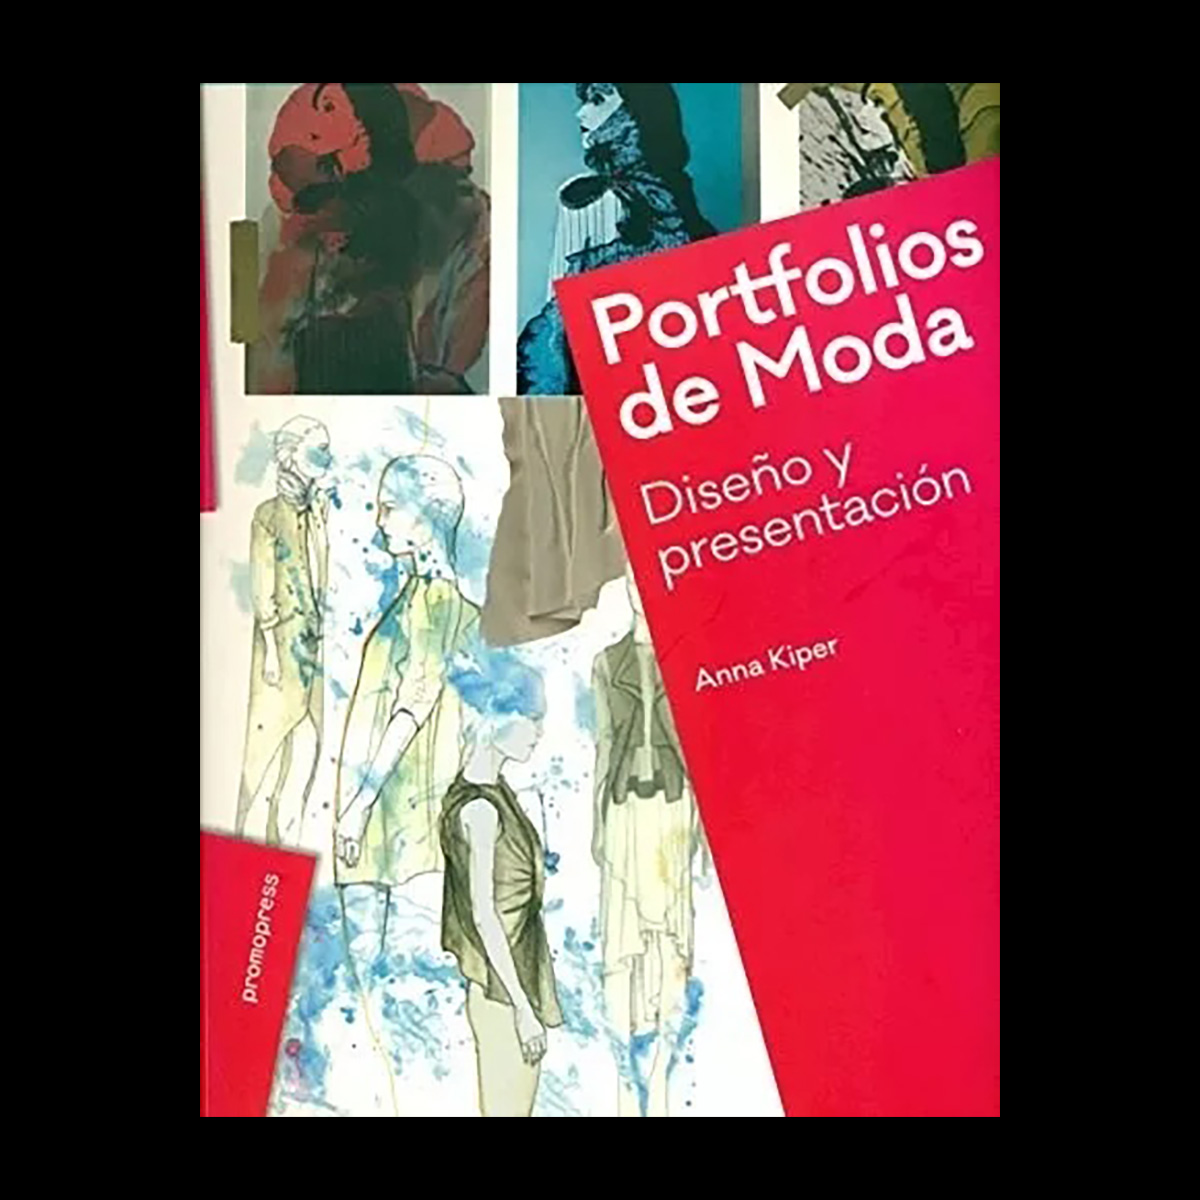 Portfolios
de Moda
Diseño y
presentación
Anna Kiper
promopress